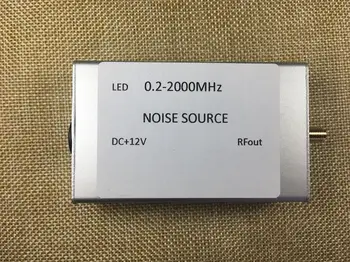 LED 0.2-2000MHz
NOISE SOURCE
DC+12V RFout